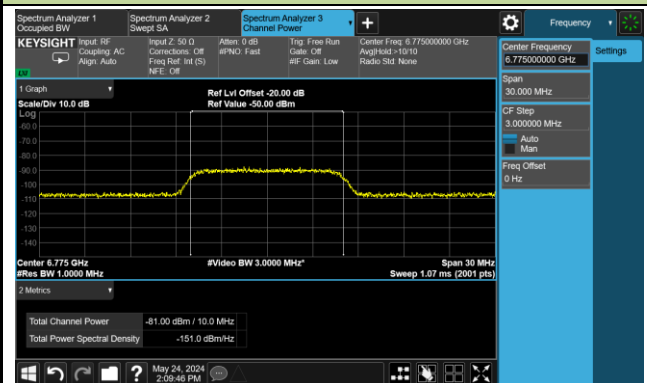 Spectrum Analyzer 1
Occupied BW
Spectrum Analyzer 2
Swept SA
Spectrum Analyzer 3
Channel Power
+
Frequency
KEYSIGHT
Input: RF
Coupling: AC
Align: Auto
Input Z: 50 Ω
Corrections: Off
Freq Ref: Int (S)
NFE: Off
Atten: 0 dB
#PNO: Fast
Trig: Free Run
Gate: Off
#IF Gain: Low
Center Freq: 6.775000000 GHz
Avg|Hold:>10/10
Radio Std: None
Center Frequency
6.775000000 GHz
Settings
Span
30.000 MHz
CF Step
3.000000 MHz
Auto
Man
Freq Offset
0 Hz
1 Graph
Scale/Div 10.0 dB
Ref Lvl Offset -20.00 dB
Ref Value -50.00 dBm
Log
-60.0
-70.0
-80.0
-90.0
-100
-110
-120
-130
-140
Center 6.775 GHz
#Res BW 1.0000 MHz
#Video BW 3.0000 MHz*
Span 30 MHz
Sweep 1.07 ms (2001 pts)
2 Metrics
Total Channel Power -81.00 dBm / 10.0 MHz
Total Power Spectral Density -151.0 dBm/Hz
?
May 24, 2024
2:09:46 PM